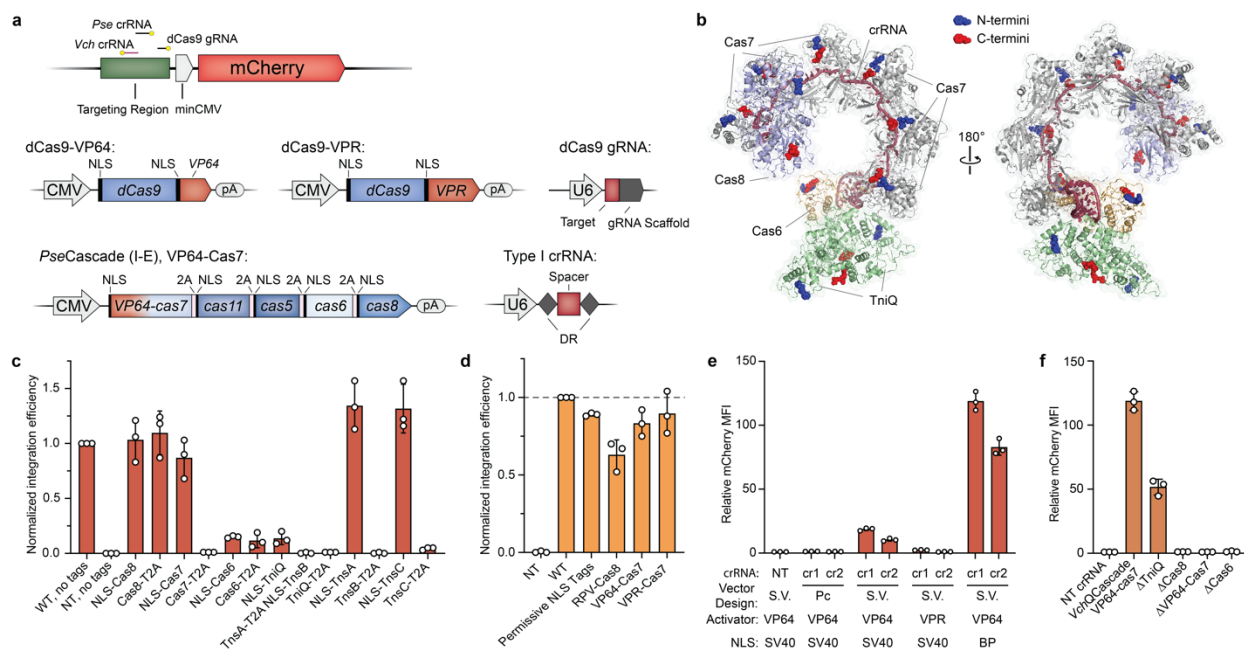 a
Pse crRNA
Vch crRNA
dCas9 gRNA
mCherry
Targeting Region
minCMV
dCas9-VP64:
NLS
NLS
VP64
CMV
dCas9
pA
dCas9-VPR:
NLS
NLS
CMV
dCas9
VPR
pA
dCas9 gRNA:
U6
Target
gRNA Scaffold
PseCascade (I-E), VP64-Cas7:
NLS
2A NLS
2A NLS
2A NLS
2A NLS
CMV
VP64-cas7
cas11
cas5
cas6
cas8
pA
Type I crRNA:
Spacer
U6
DR
b
N-termini
C-termini
Cas7
crRNA
Cas7
Cas8
Cas6
TniQ
180°
c
Normalized integration efficiency
1.5
1.0
0.5
0.0
WT, no tags
NT, no tags
NLS-Cas8
Cas8-T2A
NLS-Cas7
Cas7-T2A
NLS-Cas6
Cas6-T2A
NLS-TniQ
TniQ-T2A
NLS-TnsA
TnsA-T2A NLS-TnsB
TnsB-T2A
NLS-TnsC
TnsC-T2A
d
Normalized integration efficiency
1.0
0.5
0.0
NT
WT
Permissive NLS Tags
RPV-Cas8
VP64-Cas7
VPR-Cas7
e
Relative mCherry MFI
150
100
50
0
crRNA: NT cr1 cr2 cr1 cr2 cr1 cr2 cr1 cr2
Vector Design: S.V. Pc S.V. S.V. S.V.
Activator: VP64 VP64 VP64 VPR VP64
NLS: SV40 SV40 SV40 SV40 BP
f
Relative mCherry MFI
150
100
50
0
NT crRNA
VchQCascade
VP64-cas7
ΔTniQ
ΔCas8
ΔVP64-Cas7
ΔCas6